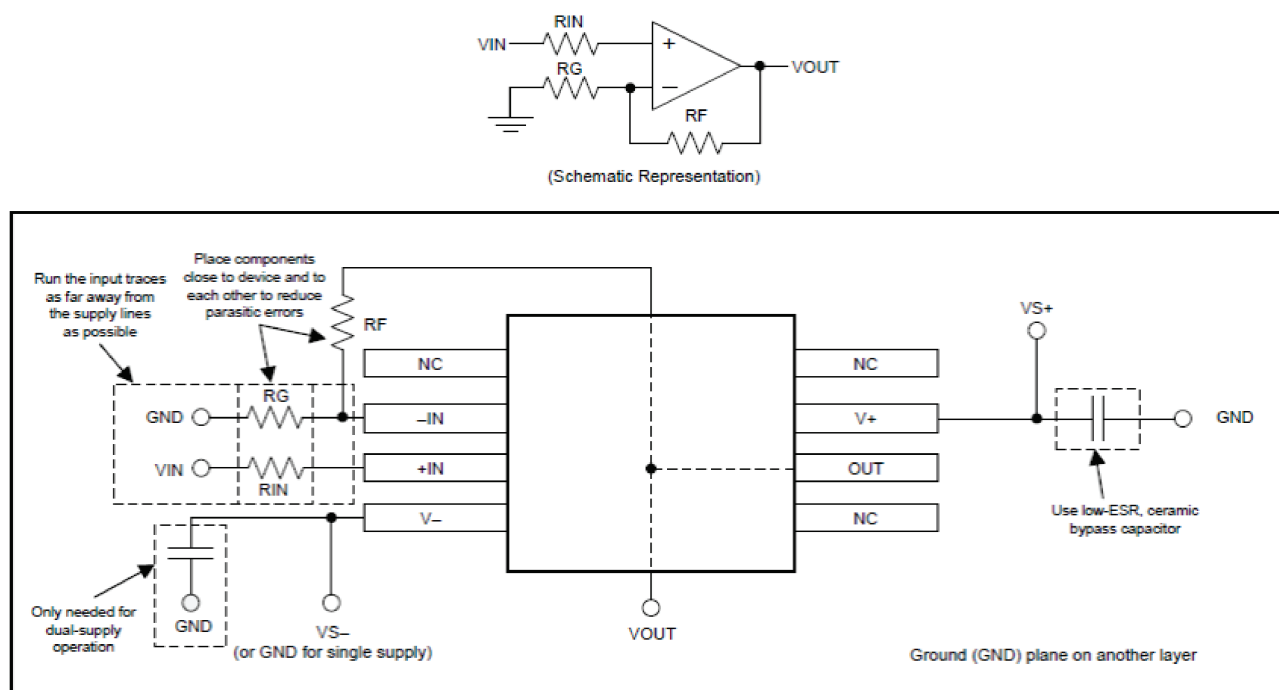 RIN
VIN
+
RG
VOUT
–
RF
(Schematic Representation)
Run the input traces
as far away from
the supply lines
as possible
Place components
close to device and to
each other to reduce
parasitic errors
RF
VS+
NC
NC
RG
GND
–IN
V+
GND
VIN
+IN
OUT
RIN
Use low-ESR, ceramic
bypass capacitor
V–
NC
Only needed for
dual-supply
operation
GND
VS–
(or GND for single supply)
VOUT
Ground (GND) plane on another layer